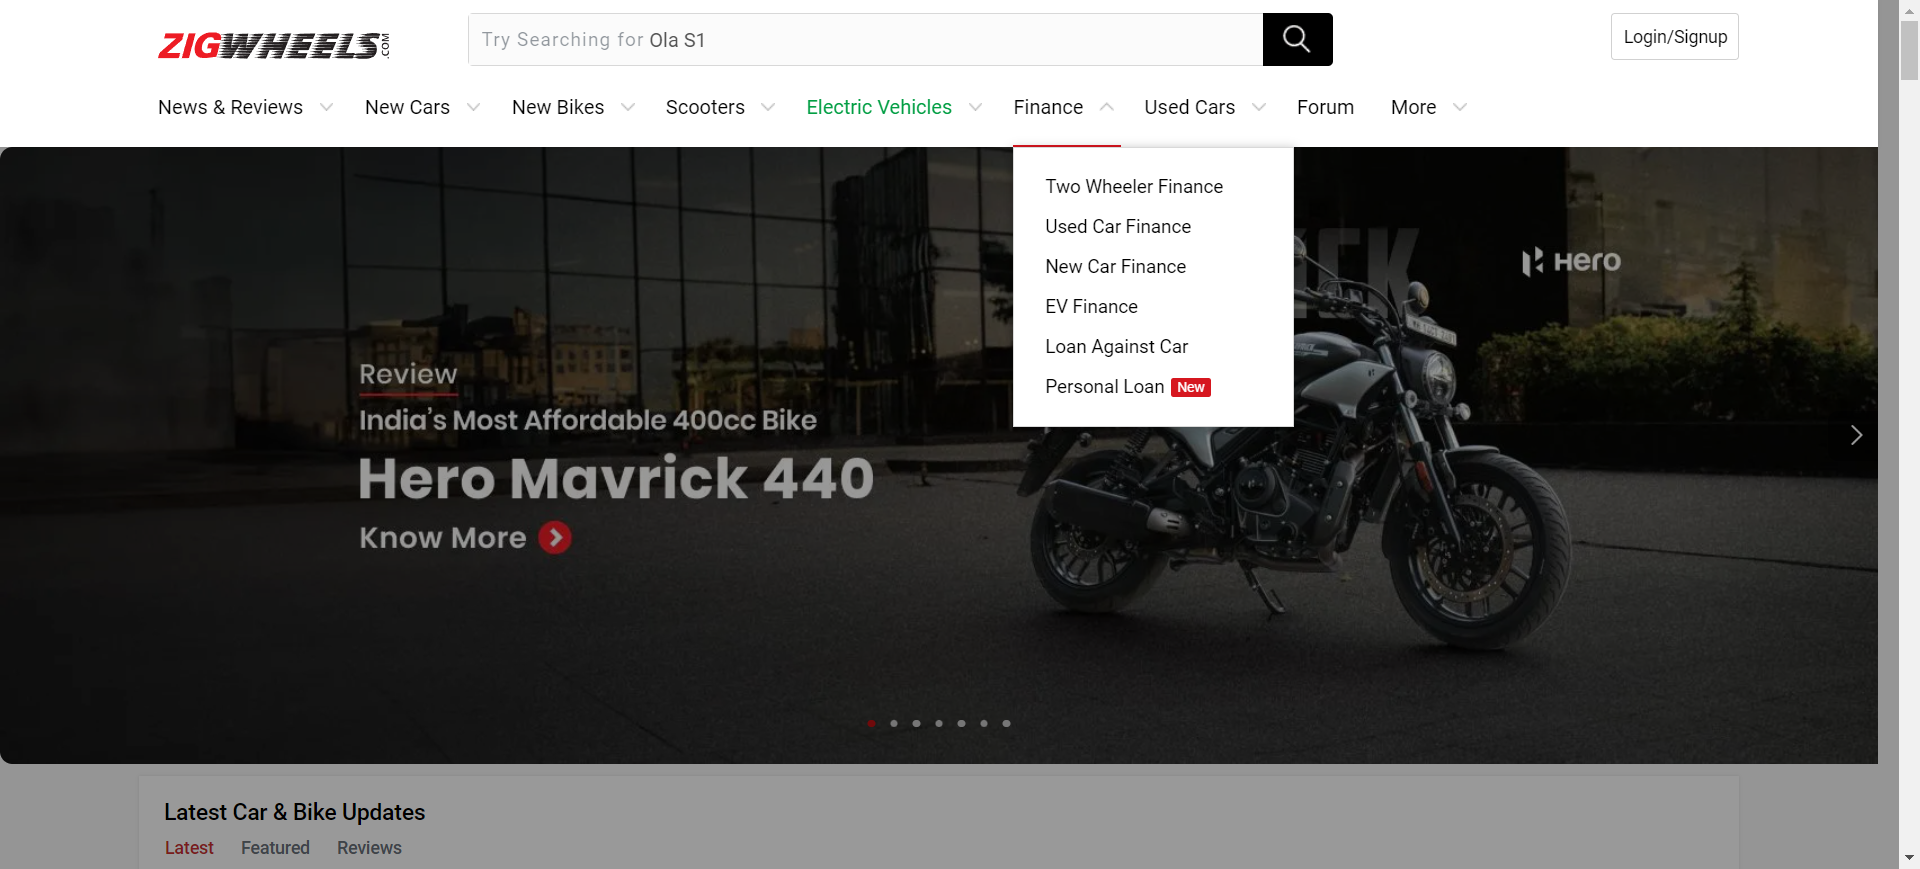 ZIGWHEELS.COM
Try Searching for Ola S1
Login/Signup
News & Reviews
New Cars
New Bikes
Scooters
Electric Vehicles
Finance
Used Cars
Forum
More
Two Wheeler Finance
Used Car Finance
New Car Finance
EV Finance
Loan Against Car
Personal Loan New
Hero
Review
India's Most Affordable 400cc Bike
Hero Mavrick 440
Know More
Latest Car & Bike Updates
Latest
Featured
Reviews